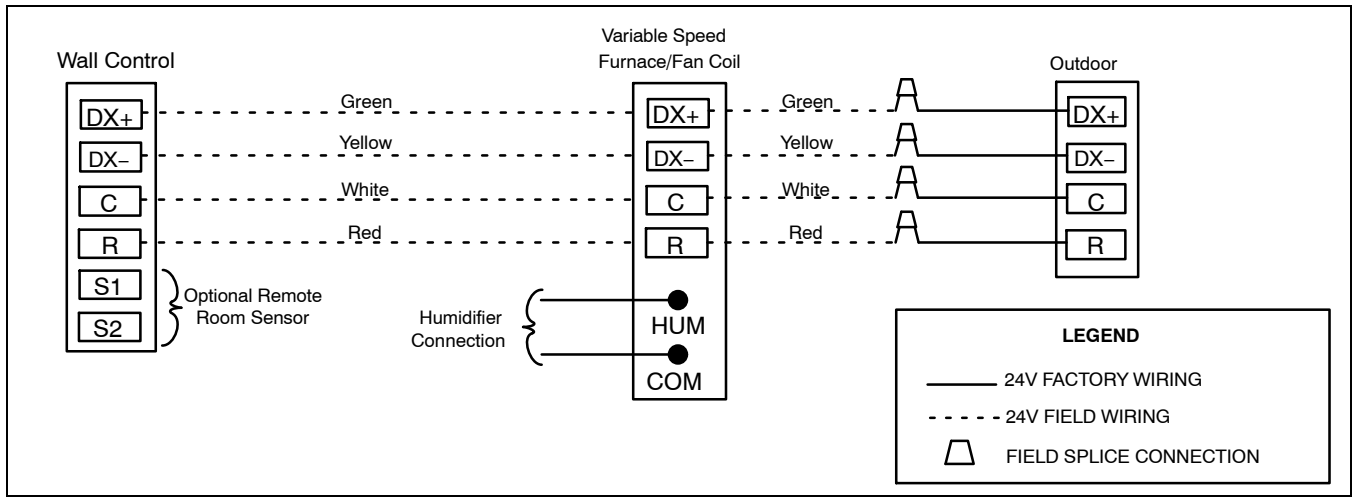 Wall Control
Variable Speed
Furnace/Fan Coil
Outdoor
DX+
Green
DX+
Green
DX+
DX–
Yellow
DX–
Yellow
DX–
C
White
C
White
C
R
Red
R
Red
R
S1
S2
Optional Remote
Room Sensor
Humidifier
Connection
HUM
COM
LEGEND
24V FACTORY WIRING
24V FIELD WIRING
FIELD SPLICE CONNECTION